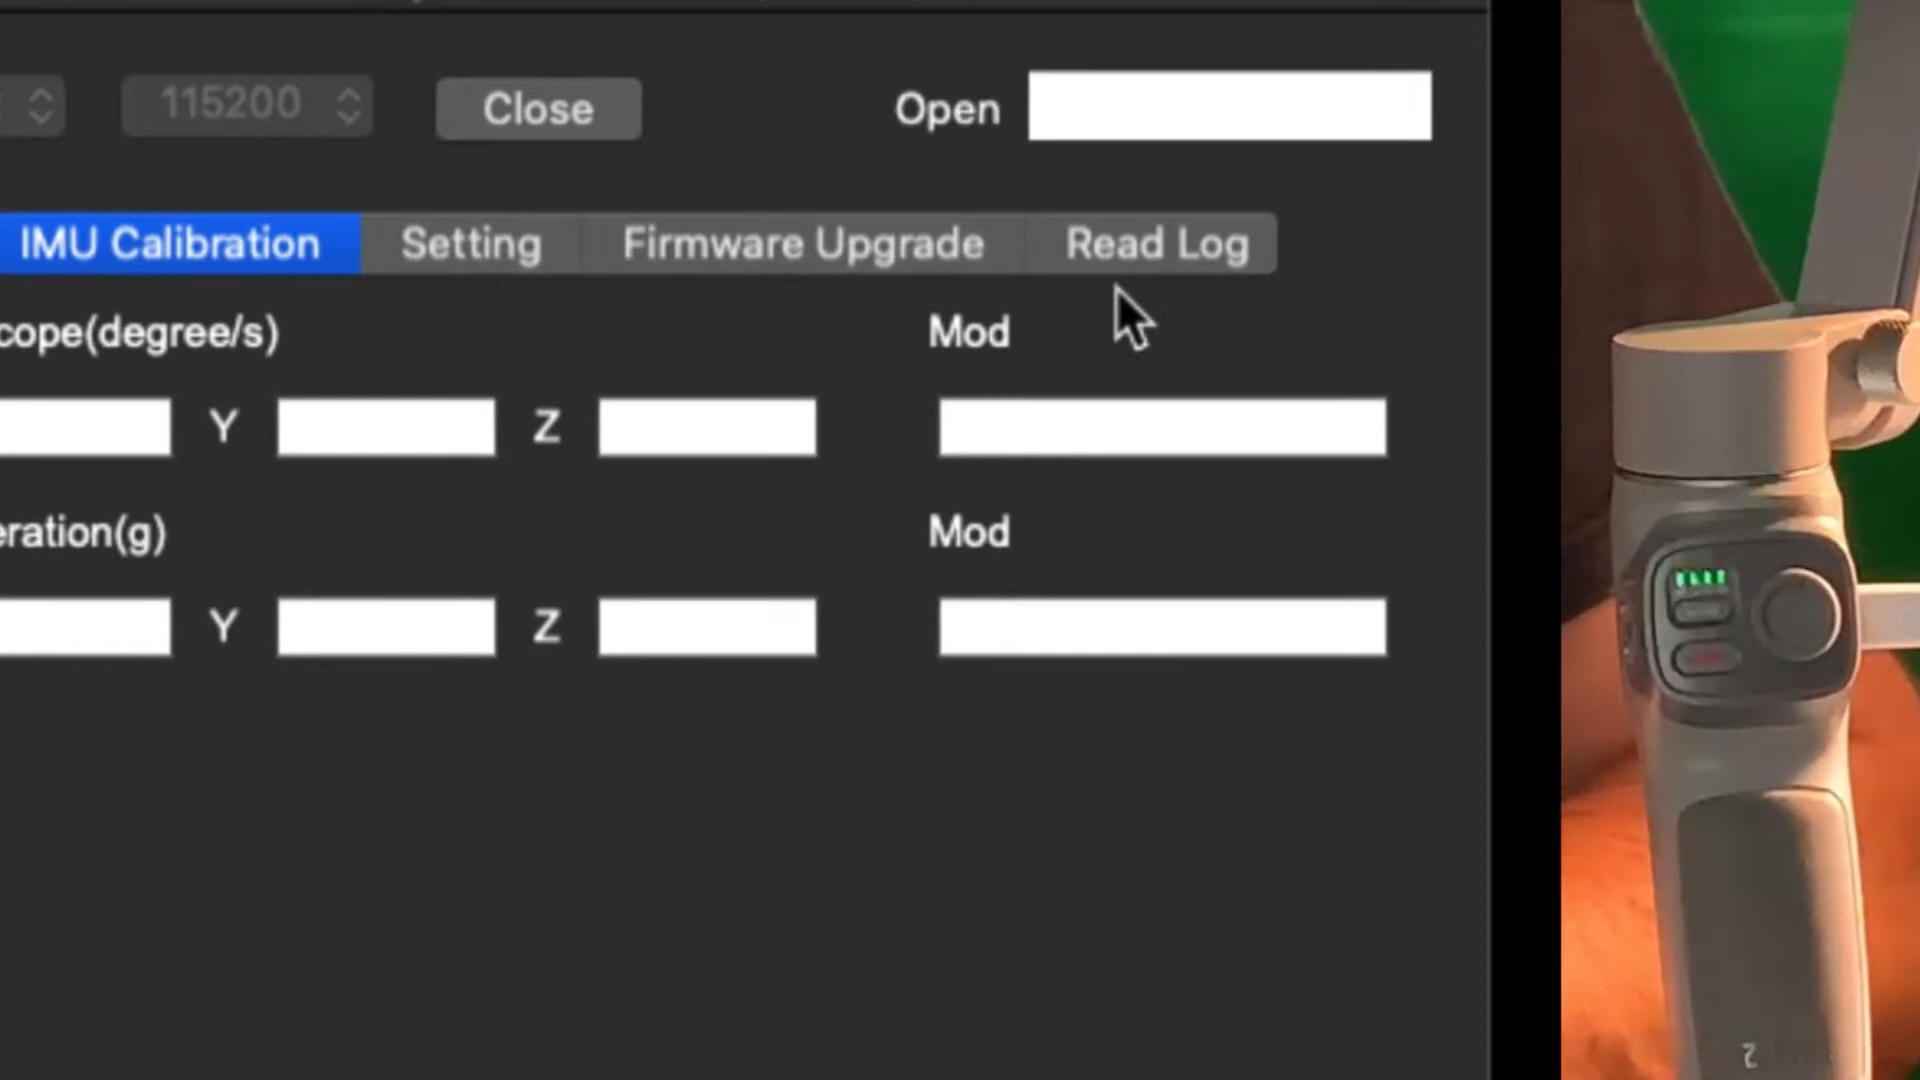 115200 Close Open
IMU Calibration Setting Firmware Upgrade Read Log
cope(degree/s) Mod
Y Z
eration(g) Mod
Y Z